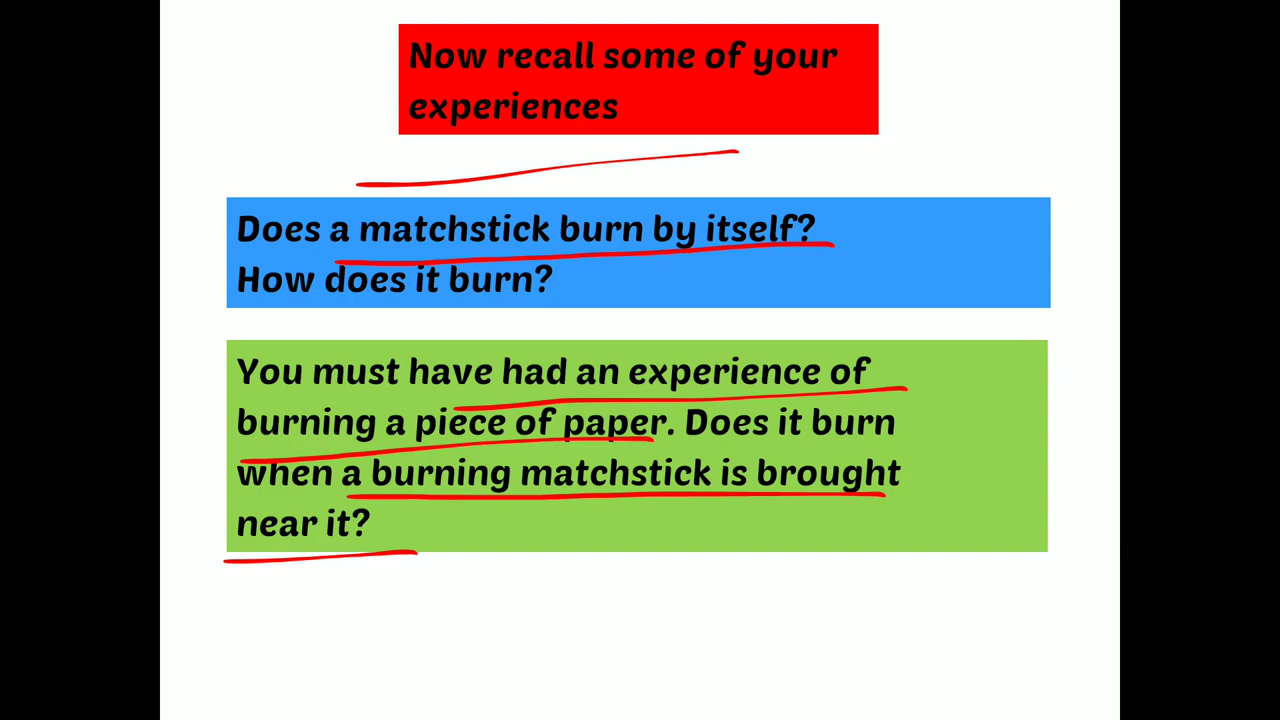 Now recall some of your
experiences
Does a matchstick burn by itself?
How does it burn?
You must have had an experience of
burning a piece of paper. Does it burn
when a burning matchstick is brought
near it?